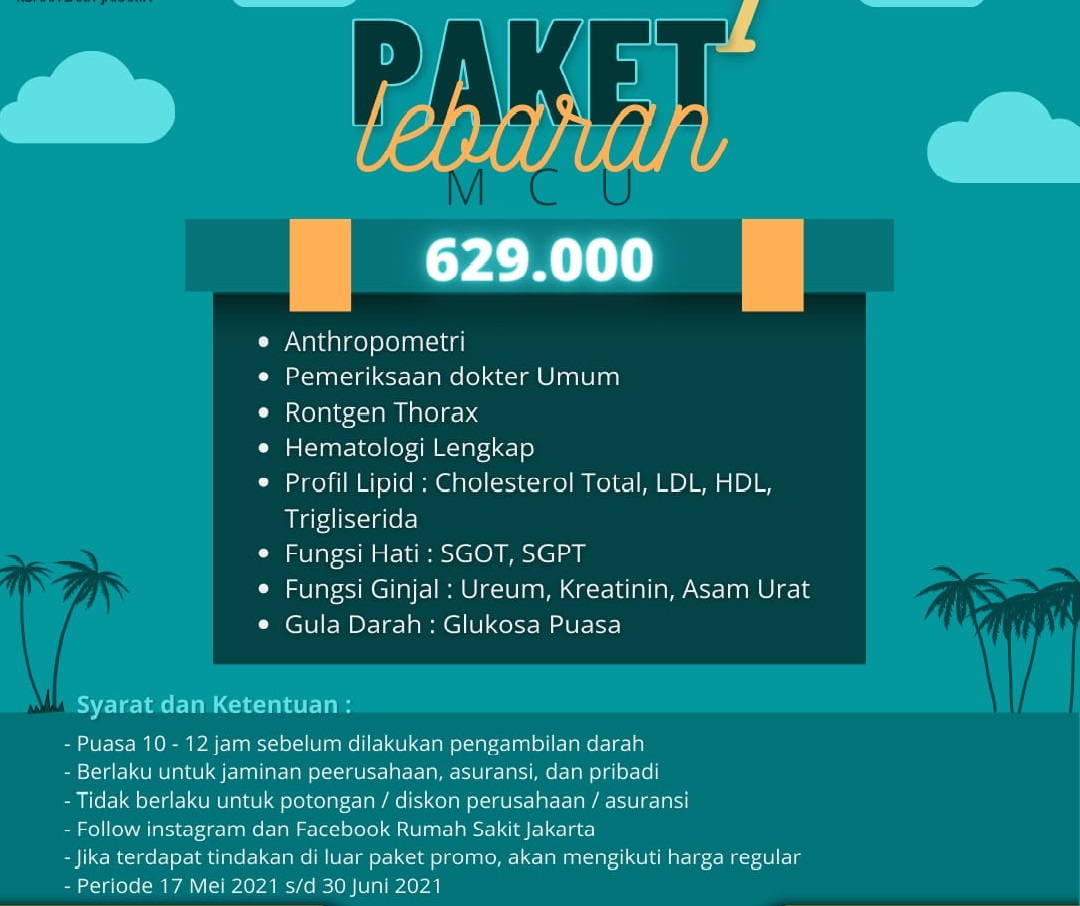 1
PAKET
lebaran
MCU
629.000
• Anthropometri
• Pemeriksaan dokter Umum
• Rontgen Thorax
• Hematologi Lengkap
• Profil Lipid : Cholesterol Total, LDL, HDL,
Trigliserida
• Fungsi Hati : SGOT, SGPT
• Fungsi Ginjal : Ureum, Kreatinin, Asam Urat
• Gula Darah : Glukosa Puasa
Syarat dan Ketentuan :
- Puasa 10 - 12 jam sebelum dilakukan pengambilan darah
- Berlaku untuk jaminan peerusahaan, asuransi, dan pribadi
- Tidak berlaku untuk potongan / diskon perusahaan / asuransi
- Follow instagram dan Facebook Rumah Sakit Jakarta
- Jika terdapat tindakan di luar paket promo, akan mengikuti harga regular
- Periode 17 Mei 2021 s/d 30 Juni 2021